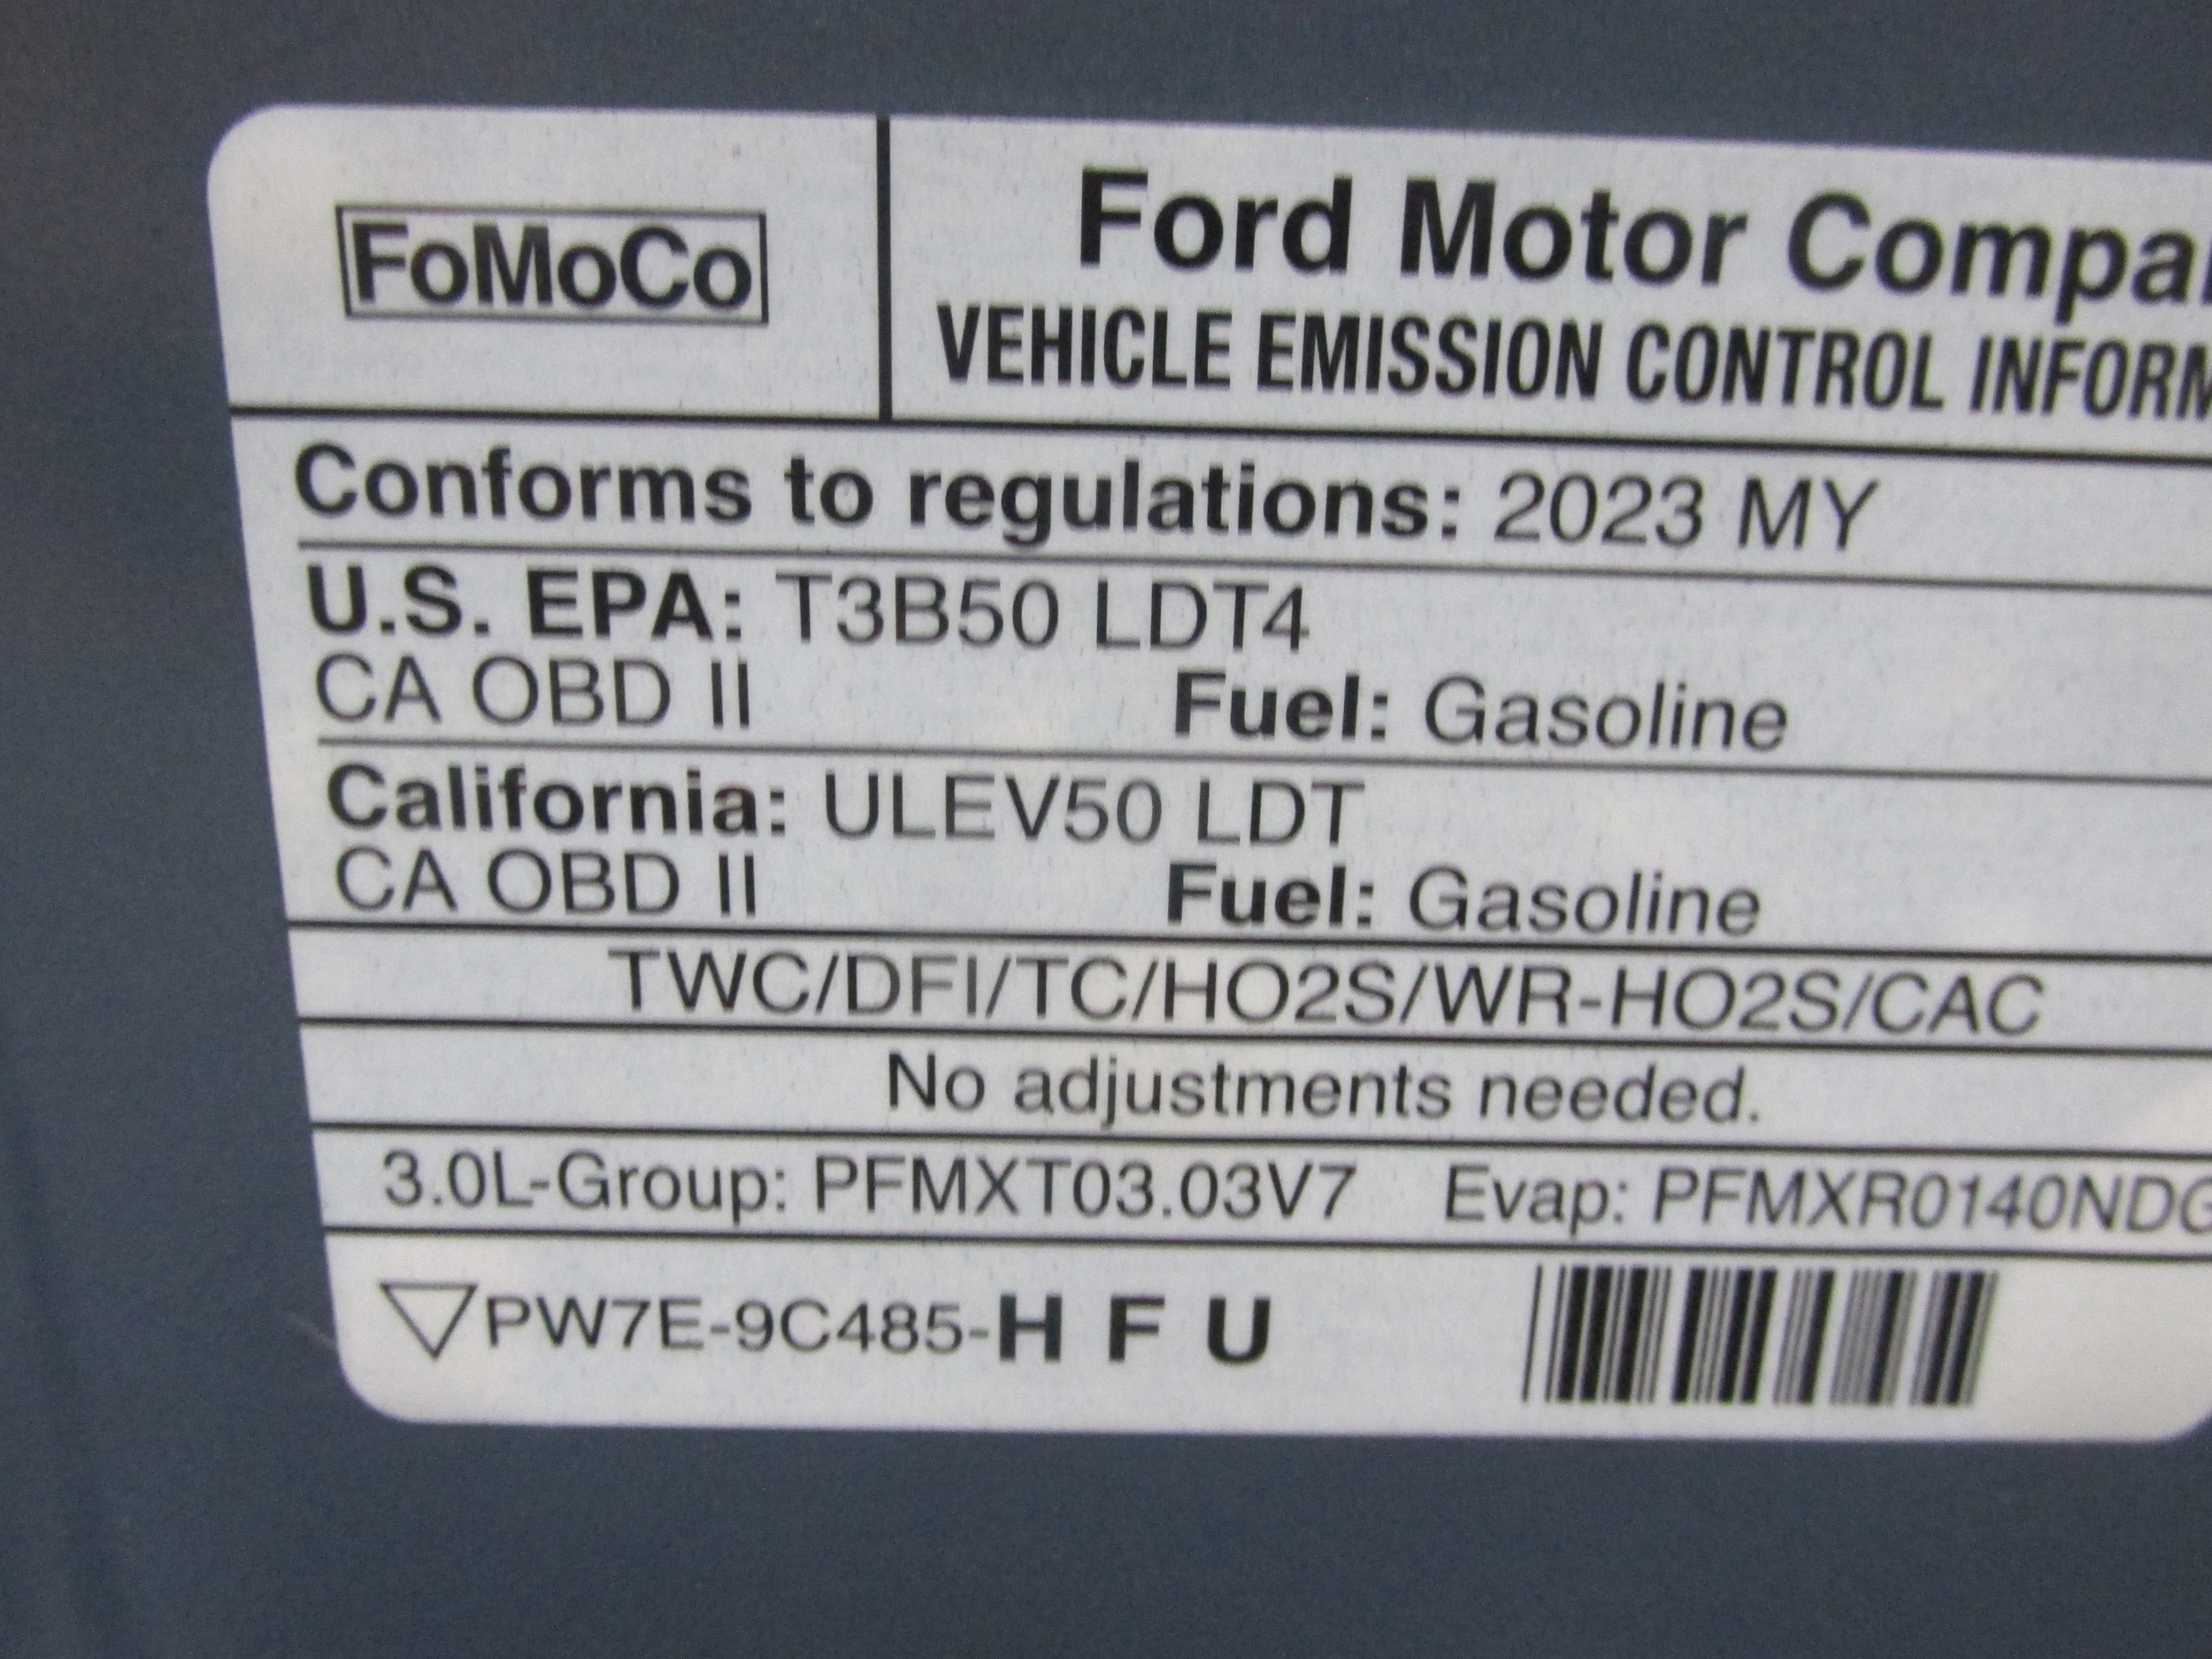 FoMoCo
Ford Motor Compa
VEHICLE EMISSION CONTROL INFORM
Conforms to regulations: 2023 MY
U.S. EPA: T3B50 LDT4
CA OBD II Fuel: Gasoline
California: ULEV50 LDT
CA OBD II Fuel: Gasoline
TWC/DFI/TC/HO2S/WR-HO2S/CAC
No adjustments needed.
3.0L-Group: PFMXT03.03V7 Evap: PFMXR0140NDG
PW7E-9C485-H F U